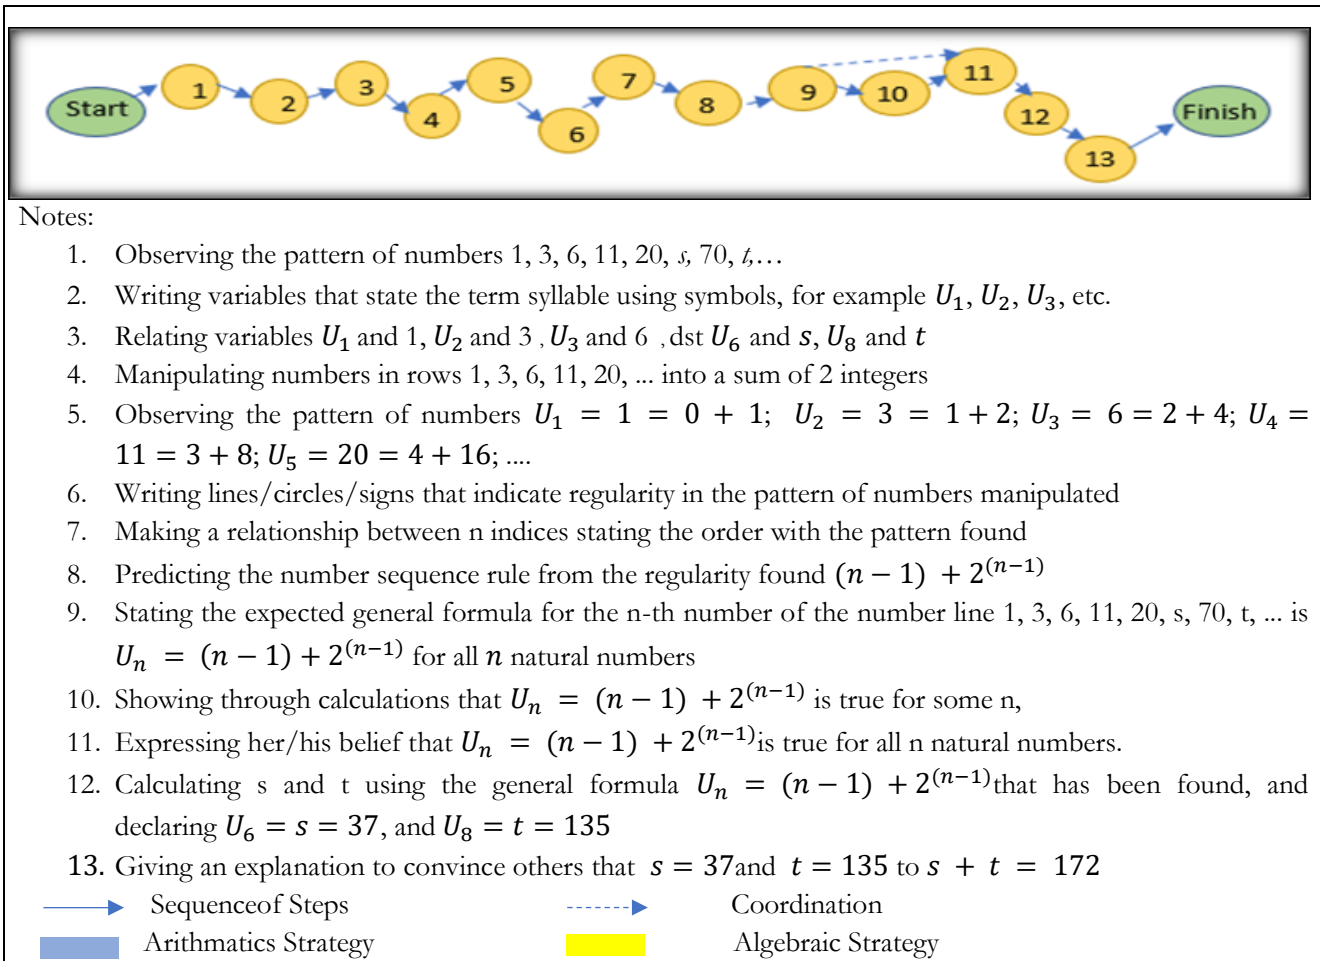 Start 1 2 3 4 5 6 7 8 9 10 11 12 13 Finish
Notes:
1. Observing the pattern of numbers 1, 3, 6, 11, 20, s, 70, t,…
2. Writing variables that state the term syllable using symbols, for example U₁, U₂, U₃, etc.
3. Relating variables U₁ and 1, U₂ and 3 , U₃ and 6 , dst U₆ and s, U₈ and t
4. Manipulating numbers in rows 1, 3, 6, 11, 20, ... into a sum of 2 integers
5. Observing the pattern of numbers U₁ = 1 = 0 + 1; U₂ = 3 = 1 + 2; U₃ = 6 = 2 + 4; U₄ =
11 = 3 + 8; U₅ = 20 = 4 + 16; ....
6. Writing lines/circles/signs that indicate regularity in the pattern of numbers manipulated
7. Making a relationship between n indices stating the order with the pattern found
8. Predicting the number sequence rule from the regularity found (n − 1) + 2⁽ⁿ⁻¹⁾
9. Stating the expected general formula for the n-th number of the number line 1, 3, 6, 11, 20, s, 70, t, ... is
Uₙ = (n − 1) + 2⁽ⁿ⁻¹⁾ for all n natural numbers
10. Showing through calculations that Uₙ = (n − 1) + 2⁽ⁿ⁻¹⁾ is true for some n,
11. Expressing her/his belief that Uₙ = (n − 1) + 2⁽ⁿ⁻¹⁾is true for all n natural numbers.
12. Calculating s and t using the general formula Uₙ = (n − 1) + 2⁽ⁿ⁻¹⁾that has been found, and
declaring U₆ = s = 37, and U₈ = t = 135
13. Giving an explanation to convince others that s = 37and t = 135 to s + t = 172
Sequenceof Steps Coordination
Arithmatics Strategy Algebraic Strategy